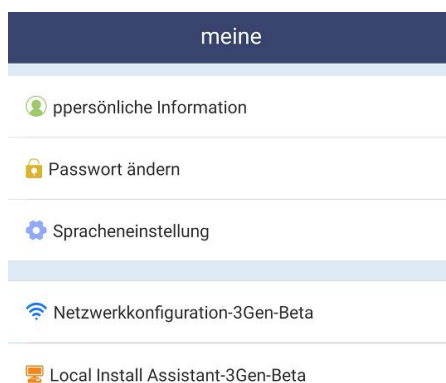 meine
ppersönliche Information
Passwort ändern
Spracheneinstellung
Netzwerkkonfiguration-3Gen-Beta
Local Install Assistant-3Gen-Beta